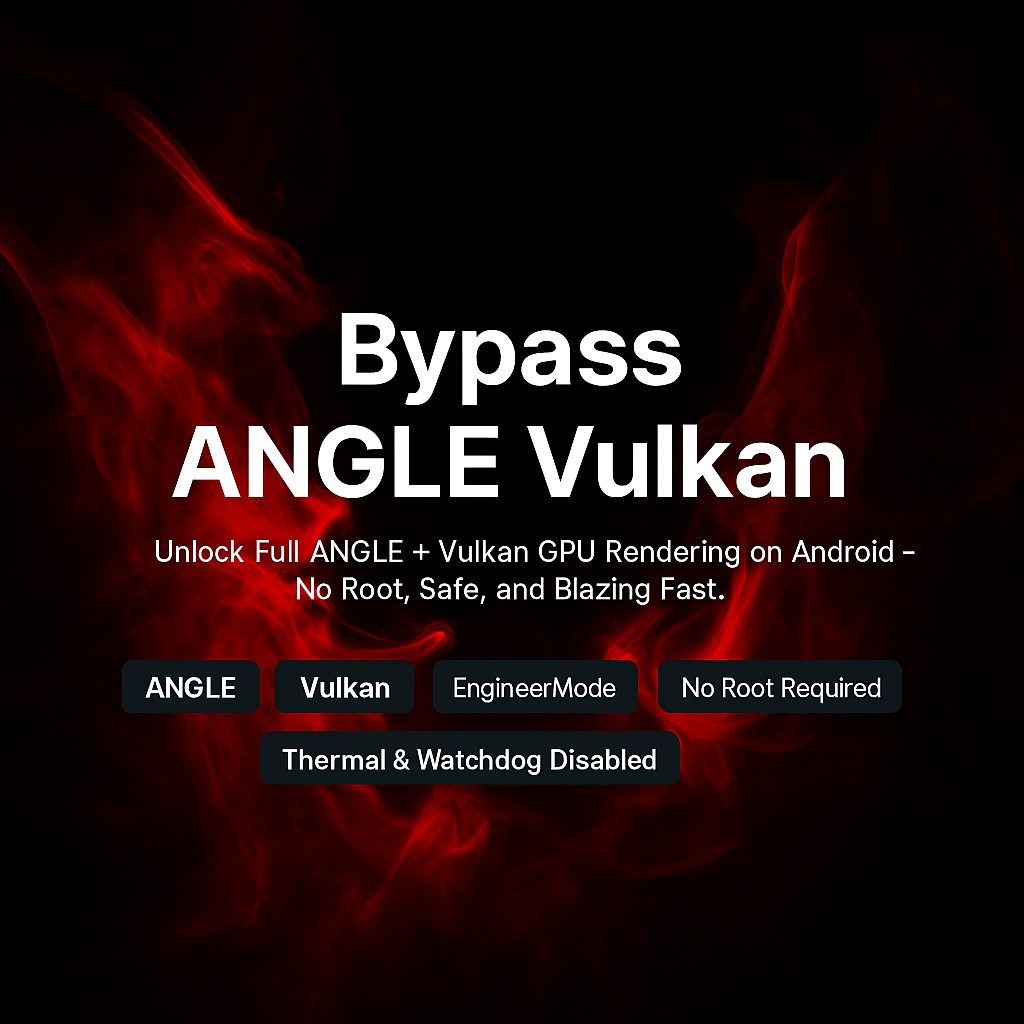 Bypass
ANGLE Vulkan
Unlock Full ANGLE + Vulkan GPU Rendering on Android –
No Root, Safe, and Blazing Fast.
ANGLE
Vulkan
EngineerMode
No Root Required
Thermal & Watchdog Disabled